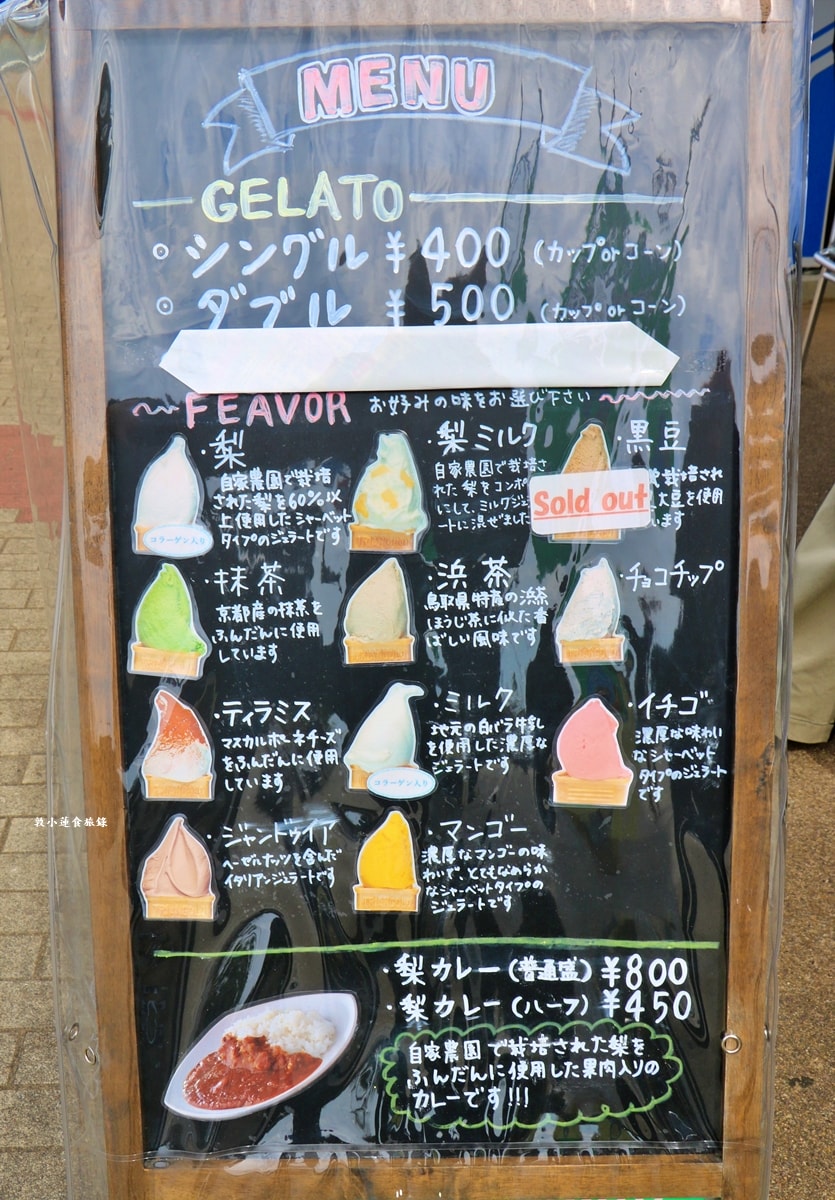 MENU
GELATO
シングル ¥400 (カップorコーン)
ダブル ¥500 (カップorコーン)
FEAVOR お好みの味をお選び下さい
・梨
自家農園で栽培
された梨を60%以
上使用したシャーベット
タイプのジェラートです
コラーゲン入り
・梨ミルク
自家農園で栽培さ
れた梨をコンポ
にして、ミルクジェ
ートに混ぜました
・黒豆
栽培され
大豆を使用
います
Sold out
・抹茶
京都産の抹茶を
ふんだんに使用
しています
・浜茶
鳥取県特産の浜茶
ほうじ茶に似た香
ばしい風味です
・チョコチップ
・ティラミス
マスカルポーネチーズ
をふんだんに使用
しています
・ミルク
地元の白バラ牛乳
を使用した濃厚な
ジェラートです
コラーゲン入り
・イチゴ
濃厚な味わい
なシャーベット
タイプのジェラート
です
敦小蓮食旅錄
・ジャンドゥイア
ヘーゼルナッツを含んだ
イタリアンジェラートです
・マンゴー
濃厚なマンゴーの味
わいで、とてもなめらか
なシャーベットタイプの
ジェラートです
・梨カレー(普通盛) ¥800
・梨カレー(ハーフ) ¥450
自家農園で栽培された梨を
ふんだんに使用した果肉入りの
カレーです!!!